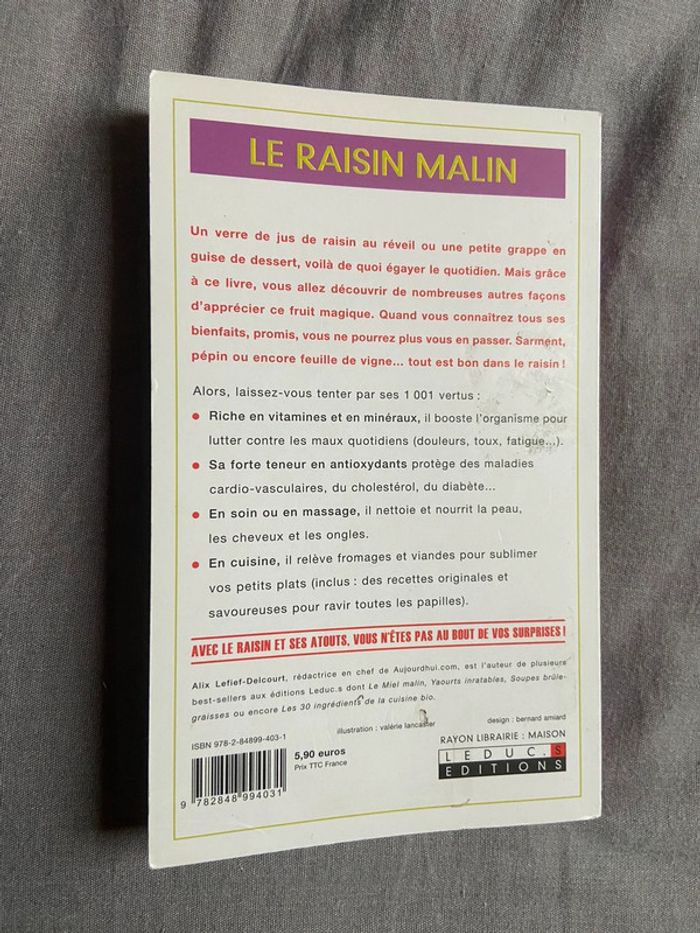 LE RAISIN MALIN
Un verre de jus de raisin au réveil ou une petite grappe en
guise de dessert, voilà de quoi égayer le quotidien. Mais grâce
à ce livre, vous allez découvrir de nombreuses autres façons
d'apprécier ce fruit magique. Quand vous connaîtrez tous ses
bienfaits, promis, vous ne pourrez plus vous en passer. Sarment,
pépin ou encore feuille de vigne... tout est bon dans le raisin !
Alors, laissez-vous tenter par ses 1 001 vertus :
• Riche en vitamines et en minéraux, il booste l'organisme pour
lutter contre les maux quotidiens (douleurs, toux, fatigue...).
• Sa forte teneur en antioxydants protège des maladies
cardio-vasculaires, du cholestérol, du diabète...
• En soin ou en massage, il nettoie et nourrit la peau,
les cheveux et les ongles.
• En cuisine, il relève fromages et viandes pour sublimer
vos petits plats (inclus : des recettes originales et
savoureuses pour ravir toutes les papilles).
AVEC LE RAISIN ET SES ATOUTS, VOUS N'ÊTES PAS AU BOUT DE VOS SURPRISES !
Alix Lefief-Delcourt, rédactrice en chef de Aujourdhui.com, est l'auteur de plusieurs
best-sellers aux éditions Leduc.s dont Le Miel malin, Yaourts inratables, Soupes brûle-
graisses ou encore Les 30 ingrédients de la cuisine bio.
illustration : valérie lancaster
design : bernard amiard
ISBN 978-2-84899-403-1
5,90 euros
Prix TTC France
9 782848 994031
RAYON LIBRAIRIE : MAISON
LEDUC.S
EDITIONS